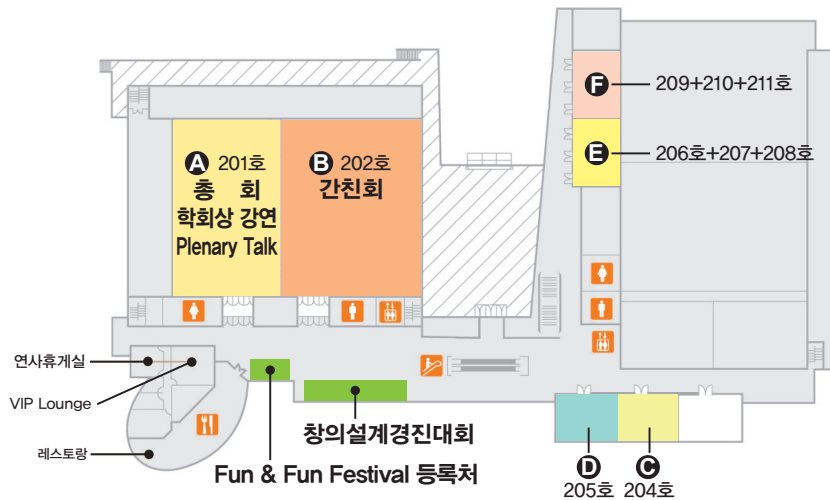 F 209+210+211호
E 206호+207+208호
A 201호
총 회
학회상 강연
Plenary Talk
B 202호
간친회
연사휴게실
VIP Lounge
레스토랑
창의설계경진대회
Fun & Fun Festival 등록처
D
205호
C
204호